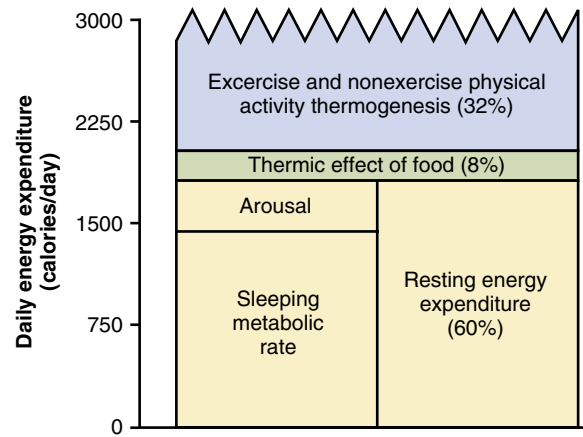 Daily energy expenditure
(calories/day)
3000
2250
1500
750
0
Excercise and nonexercise physical
activity thermogenesis (32%)
Thermic effect of food (8%)
Arousal
Sleeping
metabolic
rate
Resting energy
expenditure
(60%)